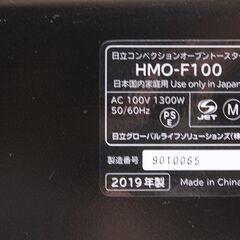 日立コンベクションオーブントースター
HMO-F100
日本国内家庭用 Use only in Japan
AC 100V 1300W
50/60Hz
PS
E
JET
M
日立グローバルライフソリューションズ(株
製造番号 9010065
2019年製 Made in China